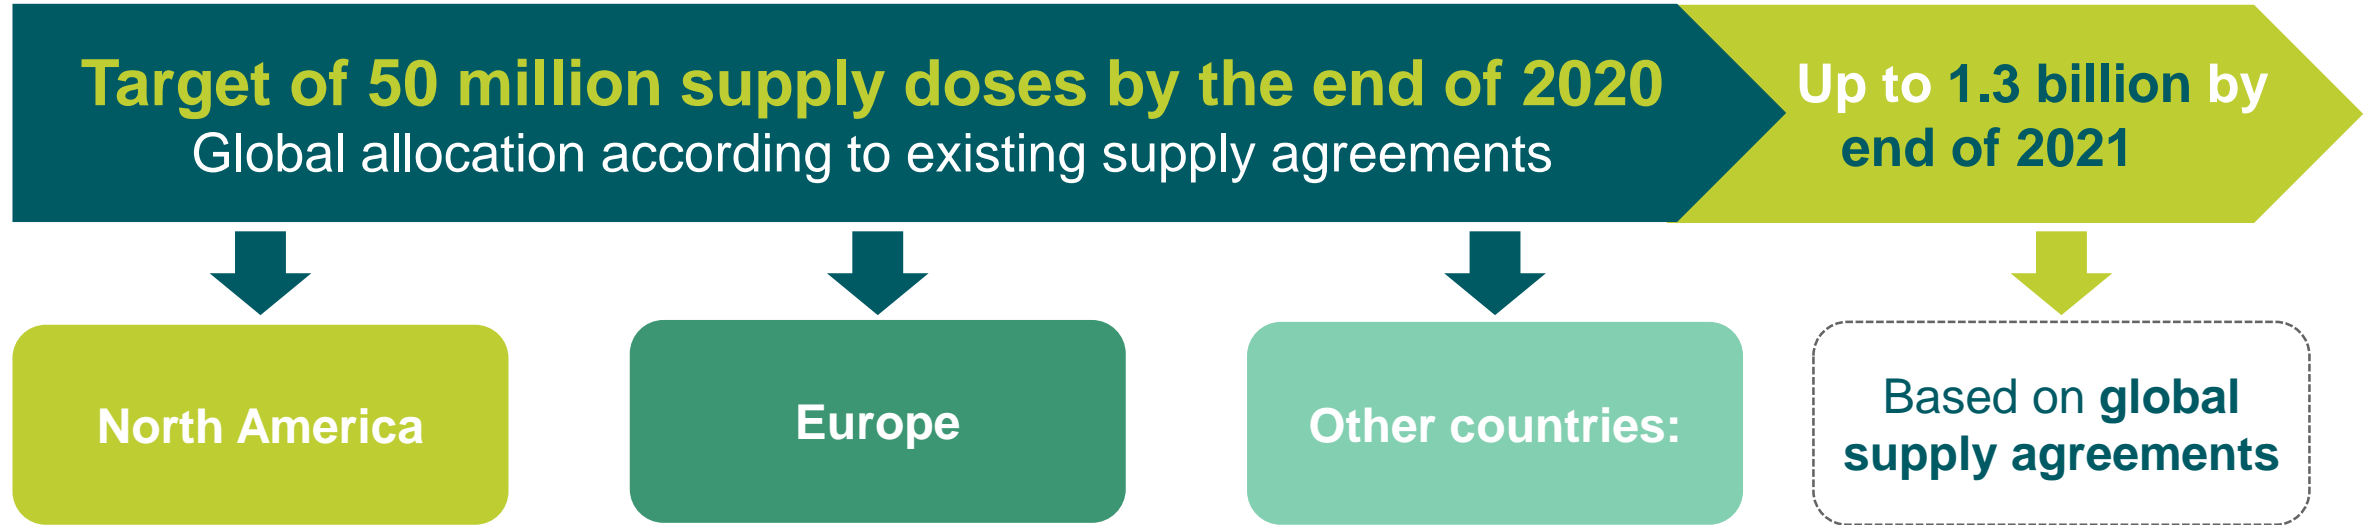 Target of 50 million supply doses by the end of 2020
Global allocation according to existing supply agreements
Up to 1.3 billion by
end of 2021
North America
Europe
Other countries:
Based on global
supply agreements